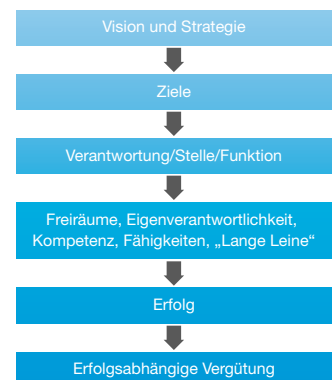 Vision und Strategie
Ziele
Verantwortung/Stelle/Funktion
Freiräume, Eigenverantwortlichkeit,
Kompetenz, Fähigkeiten, „Lange Leine“
Erfolg
Erfolgsabhängige Vergütung